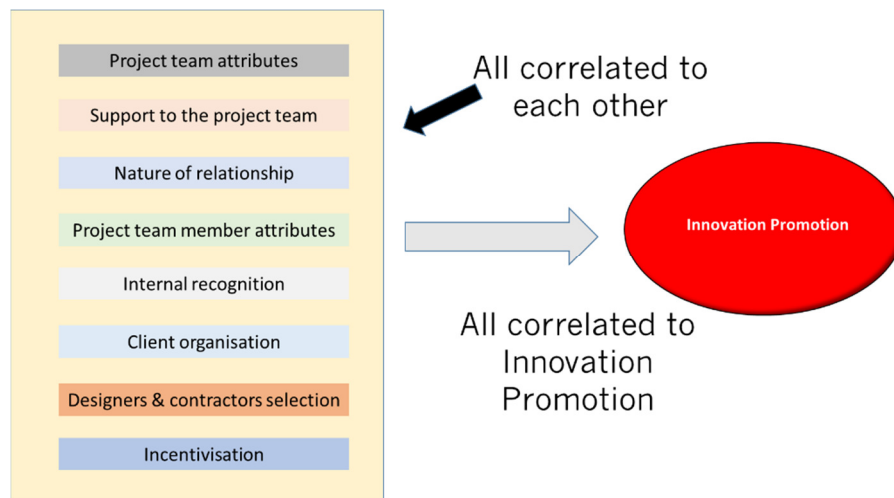 Project team attributes
Support to the project team
Nature of relationship
Project team member attributes
Internal recognition
Client organisation
Designers & contractors selection
Incentivisation
All correlated to
each other
Innovation Promotion
All correlated to
Innovation
Promotion